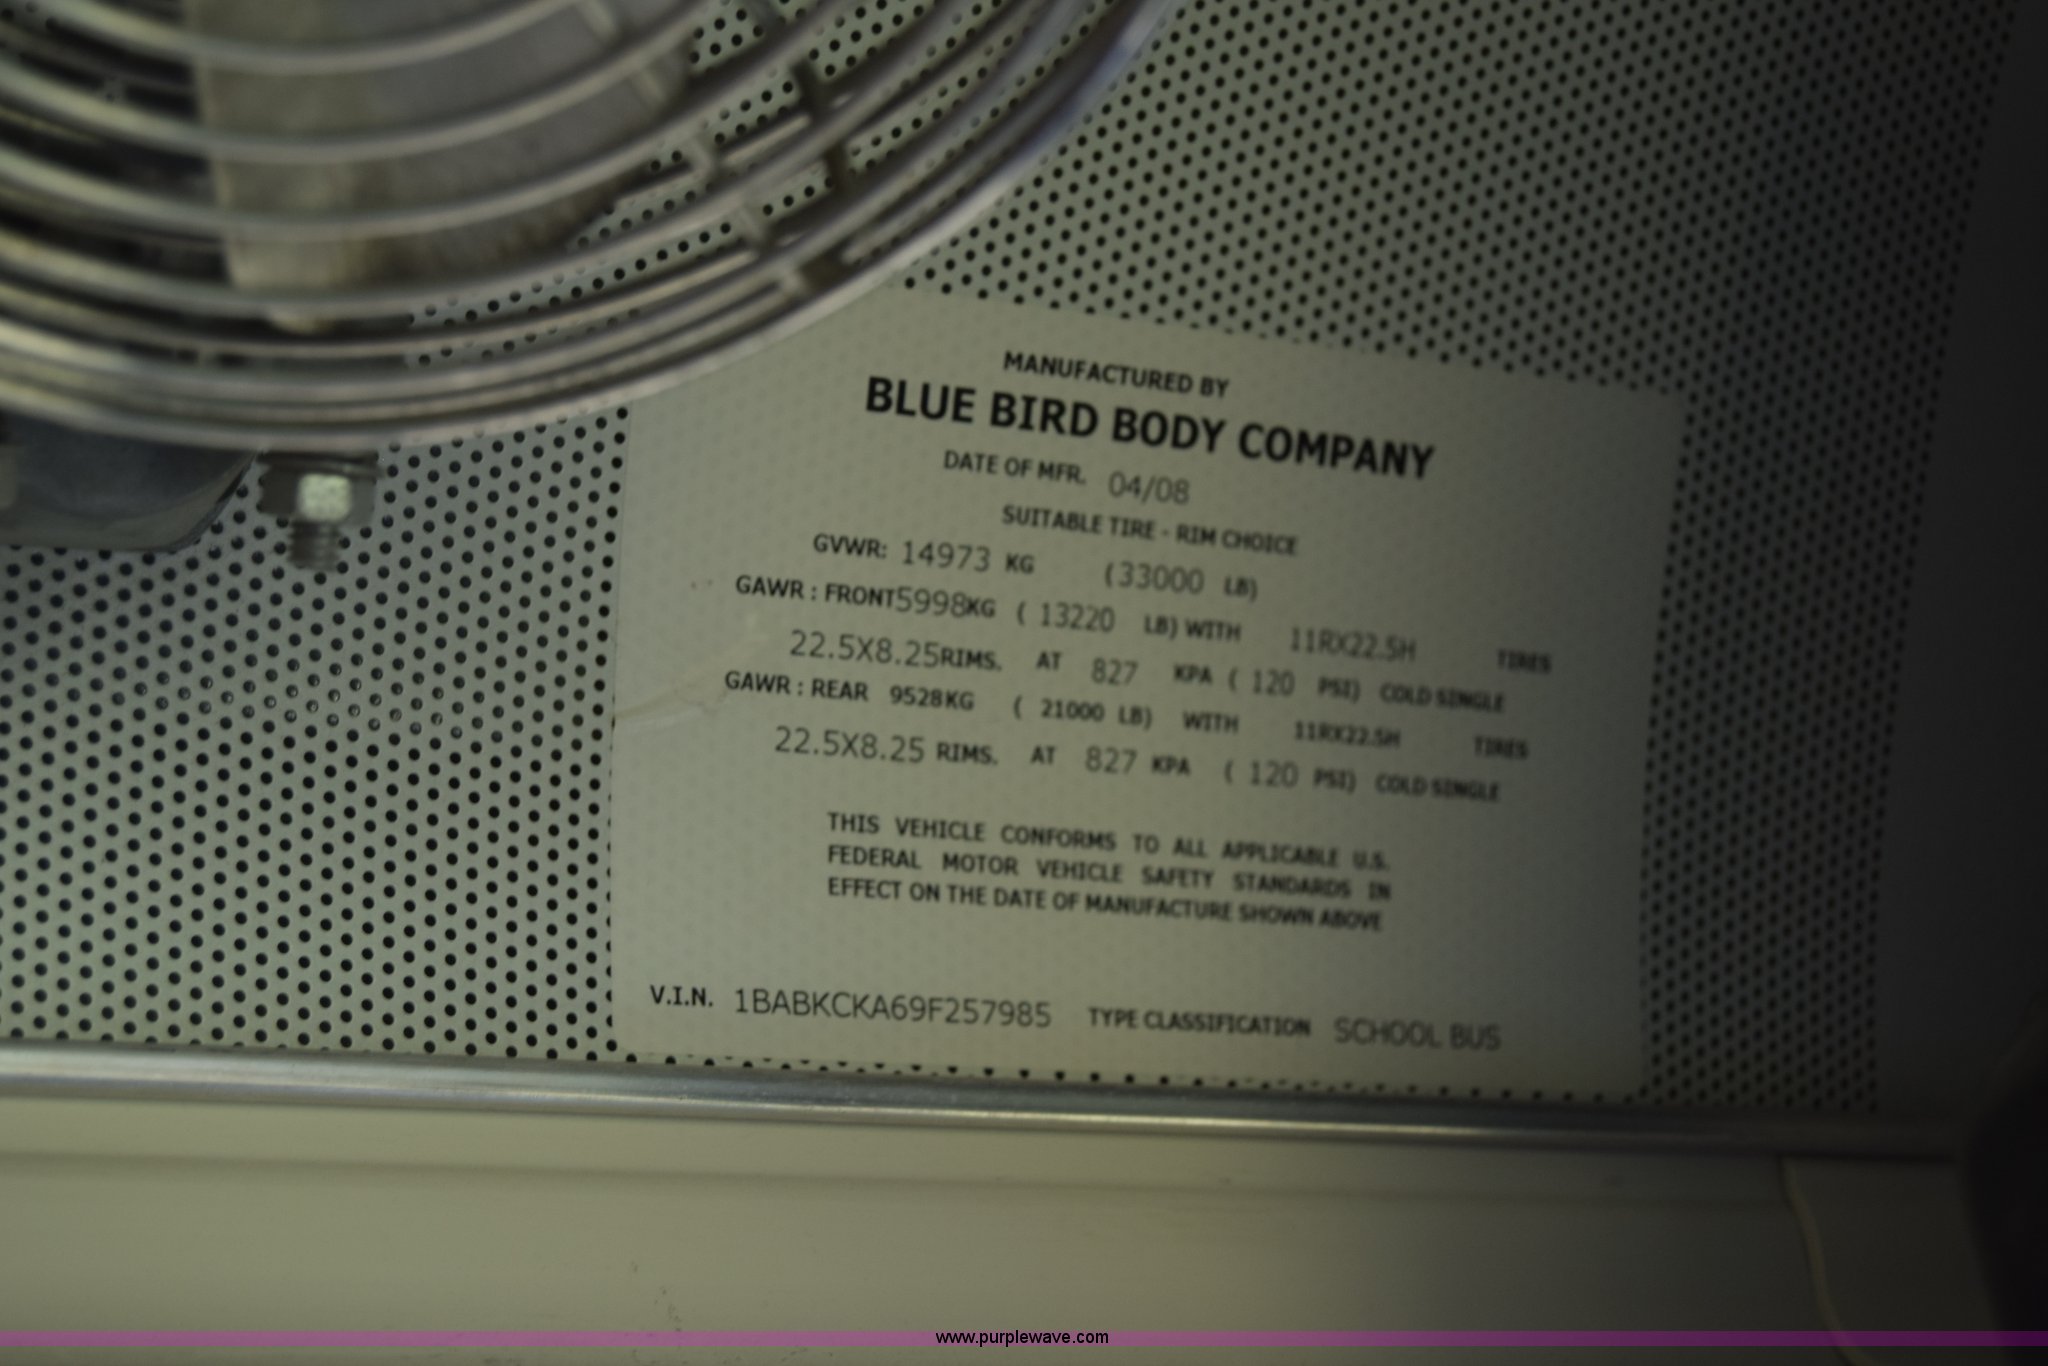 MANUFACTURED BY
BLUE BIRD BODY COMPANY
DATE OF MFR. 04/08
SUITABLE TIRE - RIM CHOICE
GVWR: 14973 KG (33000 LB)
GAWR : FRONT 5998KG ( 13220 LB) WITH 11RX22.5H TIRES
22.5X8.25 RIMS. AT 827 KPA ( 120 PSI) COLD SINGLE
GAWR : REAR 9528KG ( 21000 LB) WITH 11RX22.5H TIRES
22.5X8.25 RIMS. AT 827 KPA ( 120 PSI) COLD SINGLE
THIS VEHICLE CONFORMS TO ALL APPLICABLE U.S.
FEDERAL MOTOR VEHICLE SAFETY STANDARDS IN
EFFECT ON THE DATE OF MANUFACTURE SHOWN ABOVE
V.I.N. 1BABKCKA69F257985 TYPE CLASSIFICATION SCHOOL BUS
www.purplewave.com